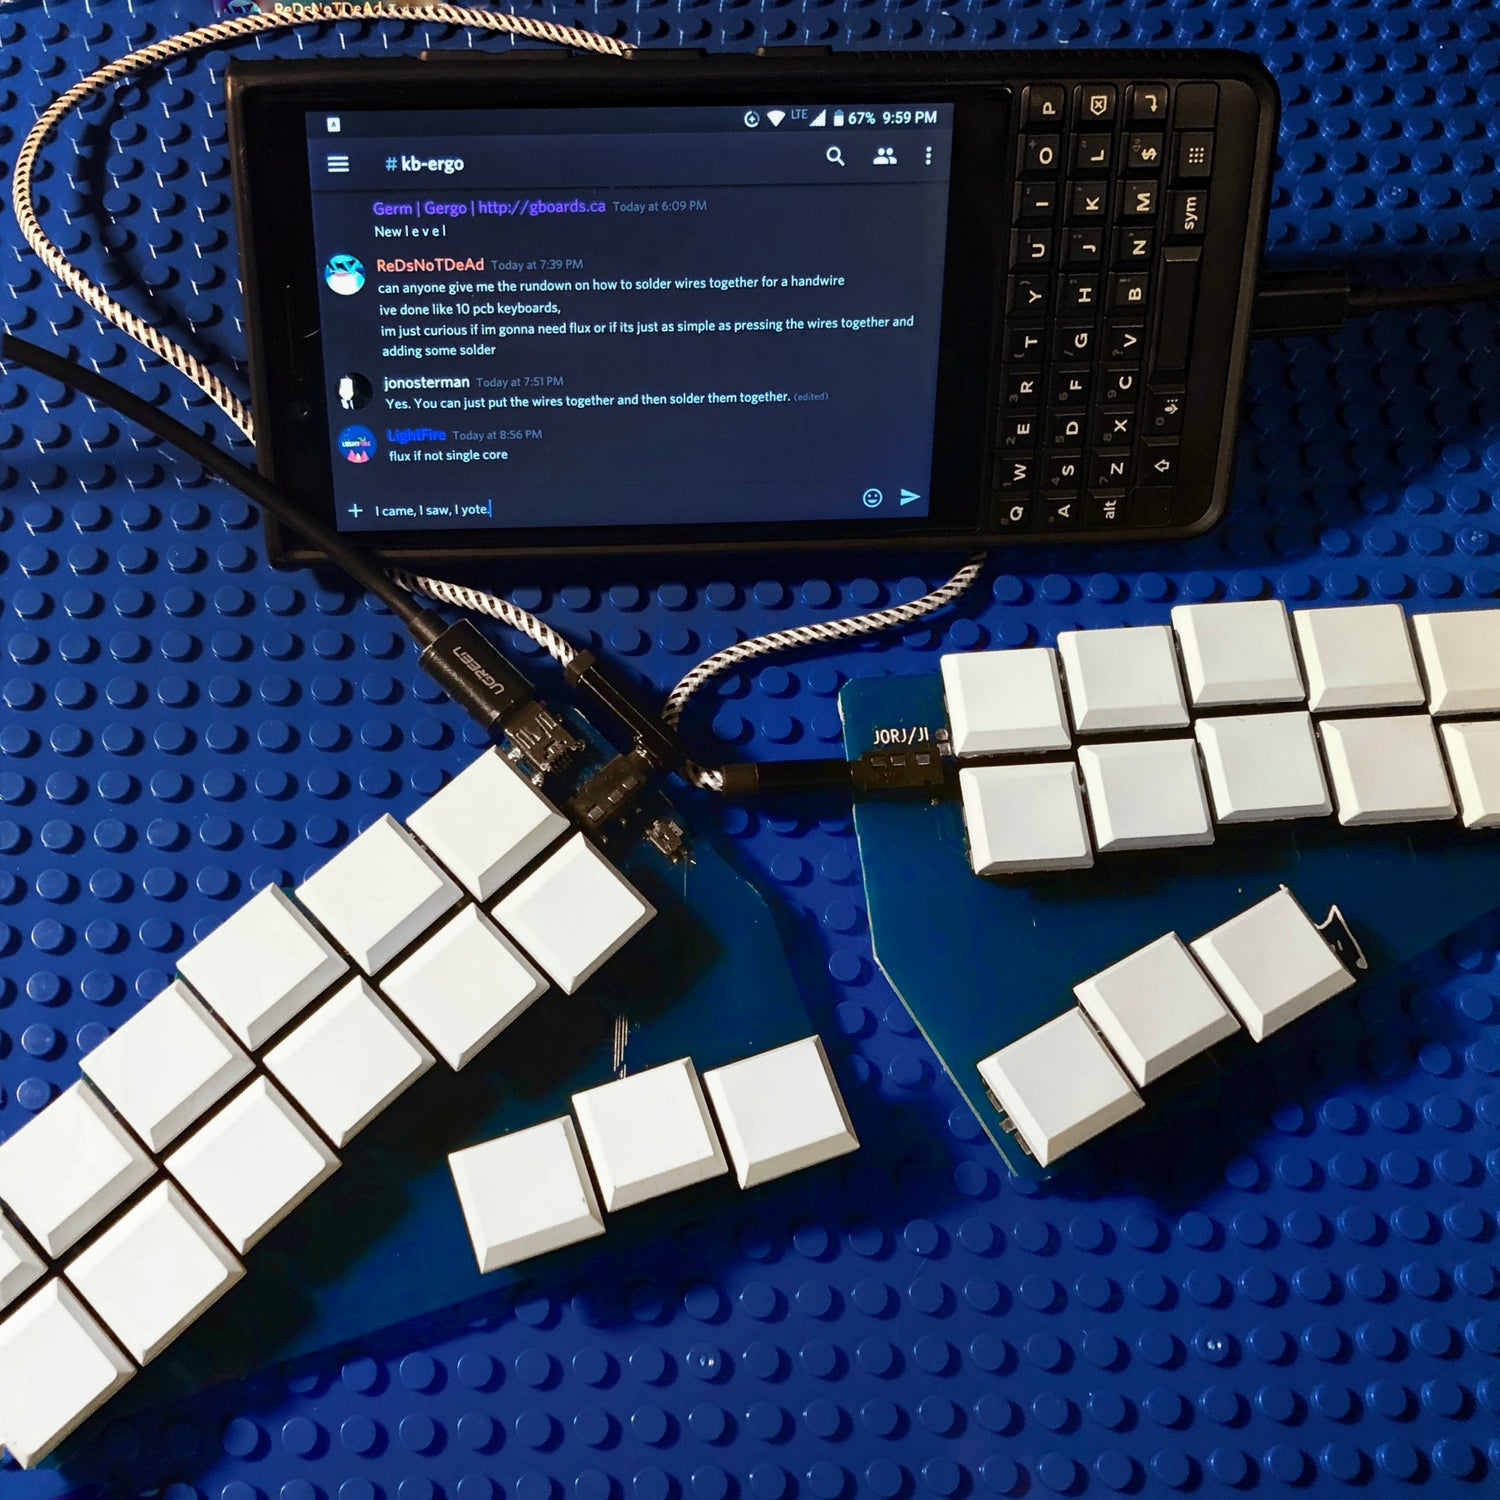 ReDsNoTDeAd
LTE 67% 9:59 PM
# kb-ergo
Germ | Gergo | http://gboards.ca Today at 6:09 PM
New l e v e l
ReDsNoTDeAd Today at 7:39 PM
can anyone give me the rundown on how to solder wires together for a handwire
ive done like 10 pcb keyboards,
im just curious if im gonna need flux or if its just as simple as pressing the wires together and
adding some solder
jonosterman Today at 7:51 PM
Yes. You can just put the wires together and then solder them together. (edited)
LightFire Today at 8:56 PM
flux if not single core
+ I came, I saw, I yote.
Q W E R T Y U I O P
A S D F G H J K L
alt Z X C V B N M $
sym
UGREEN
JORJ/JI